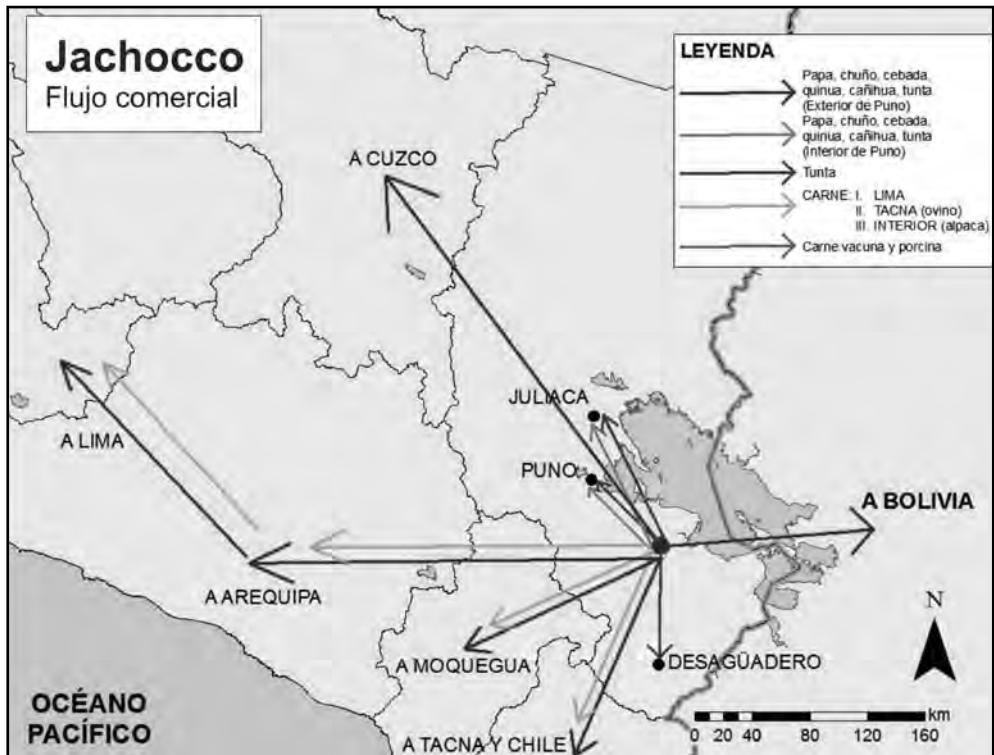 Jachocco
Flujo comercial
LEYENDA
Papa, chuño, cebada,
quinua, cañihua, tunta
(Exterior de Puno)
Papa, chuño, cebada,
quinua, cañihua, tunta
(Interior de Puno)
Tunta
CARNE: I. LIMA
II. TACNA (ovino)
III. INTERIOR (alpaca)
Carne vacuna y porcina
A CUZCO
JULIACA
A LIMA
PUNO
A BOLIVIA
A AREQUIPA
A MOQUEGUA
DESAGÜADERO
N
OCÉANO
PACÍFICO
A TACNA Y CHILE
km
0 20 40 80 120 160